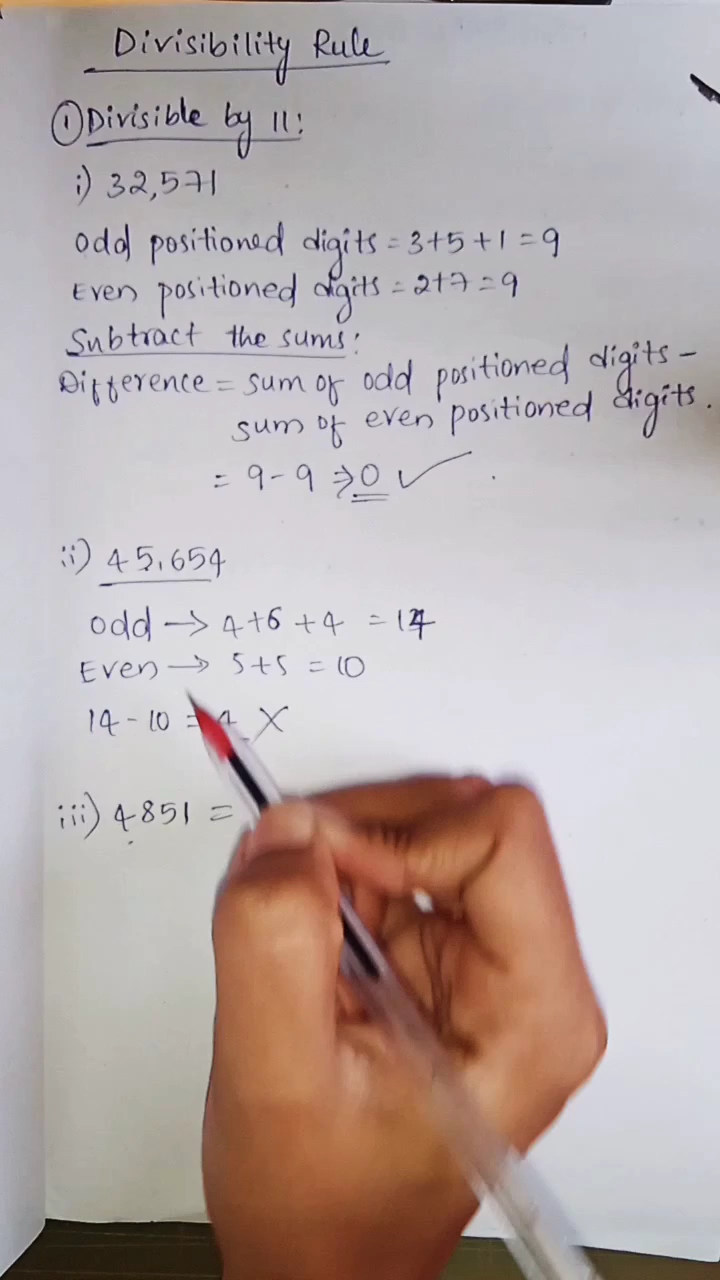 Divisibility Rule
① Divisible by 11:
i) 32,571
Odd positioned digits = 3+5+1 = 9
Even positioned digits = 2+7 = 9
Subtract the sums:
Difference = sum of odd positioned digits -
sum of even positioned digits.
= 9-9 ⇒ 0 ✓
ii) 45,654
Odd → 4+6+4 = 14
Even → 5+5 = 10
14-10 = 4 X
iii) 4851 =